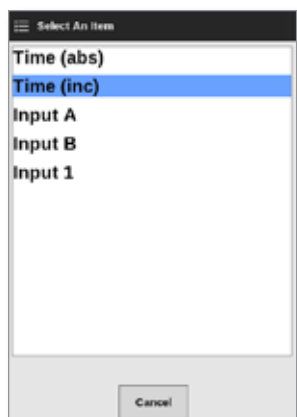 Select An Item
Time (abs)
Time (inc)
Input A
Input B
Input 1
Cancel